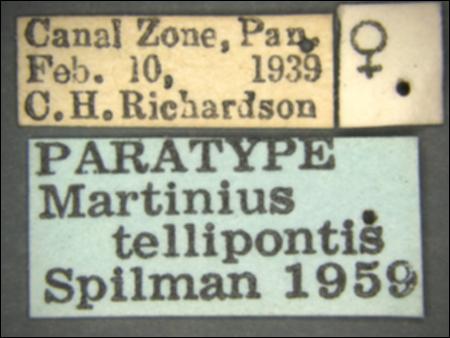 Canal Zone, Pan.
Feb. 10, 1939
C.H. Richardson
♀
PARATYPE
Martinius
tellipontis
Spilman 1959